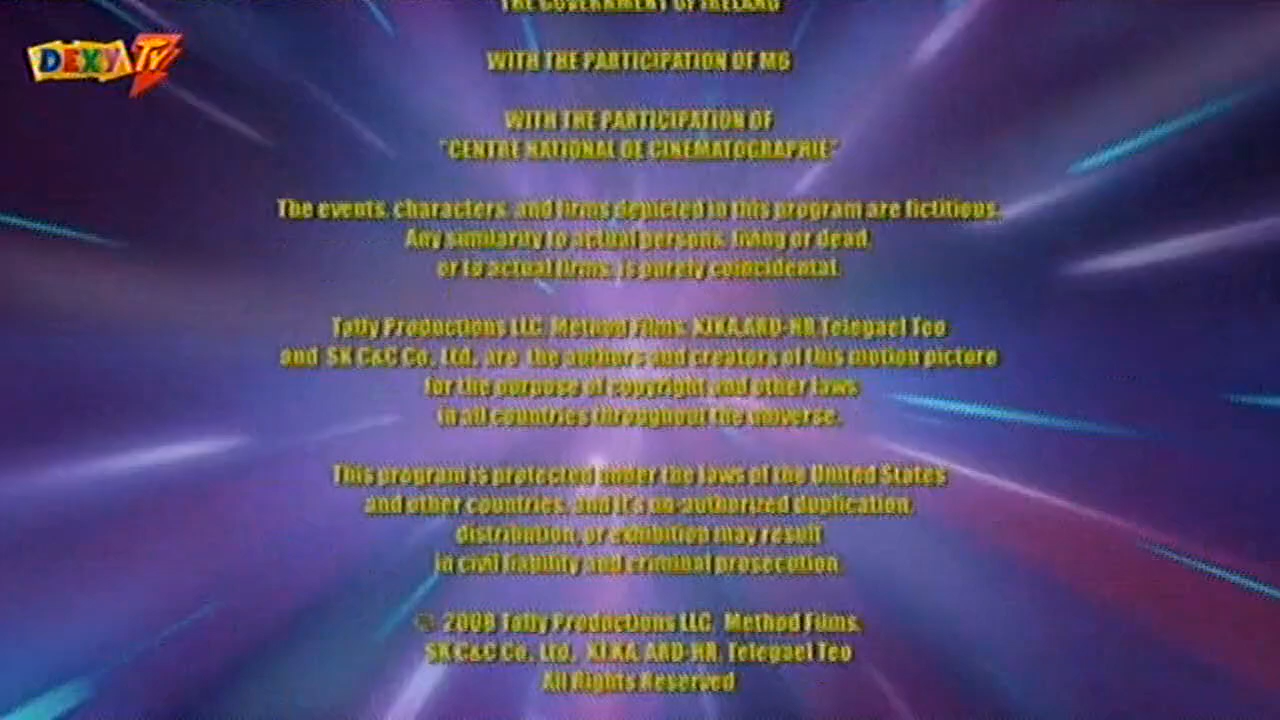 THE GOVERNMENT OF IRELAND
DEXY TV
WITH THE PARTICIPATION OF M6
WITH THE PARTICIPATION OF
"CENTRE NATIONAL DE CINEMATOGRAPHIE"
The events, characters, and firms depicted in this program are fictitious.
Any similarity to actual persons, living or dead,
or to actual firms, is purely coincidental.
Telly Productions LLC, Method Films, KI.KA,ARD-HR,Telegael Teo
and SK C&C Co., Ltd., are the authors and creators of this motion picture
for the purpose of copyright and other laws
in all countries throughout the universe.
This program is protected under the laws of the United States
and other countries, and it's un-authorized duplication,
distribution, or exhibition may result
in civil liability and criminal prosecution.
© 2008 Productions LLC, Method Films,
SK C&C Co., Ltd., KI.KA, ARD-HR, Telegael Teo
All Rights Reserved